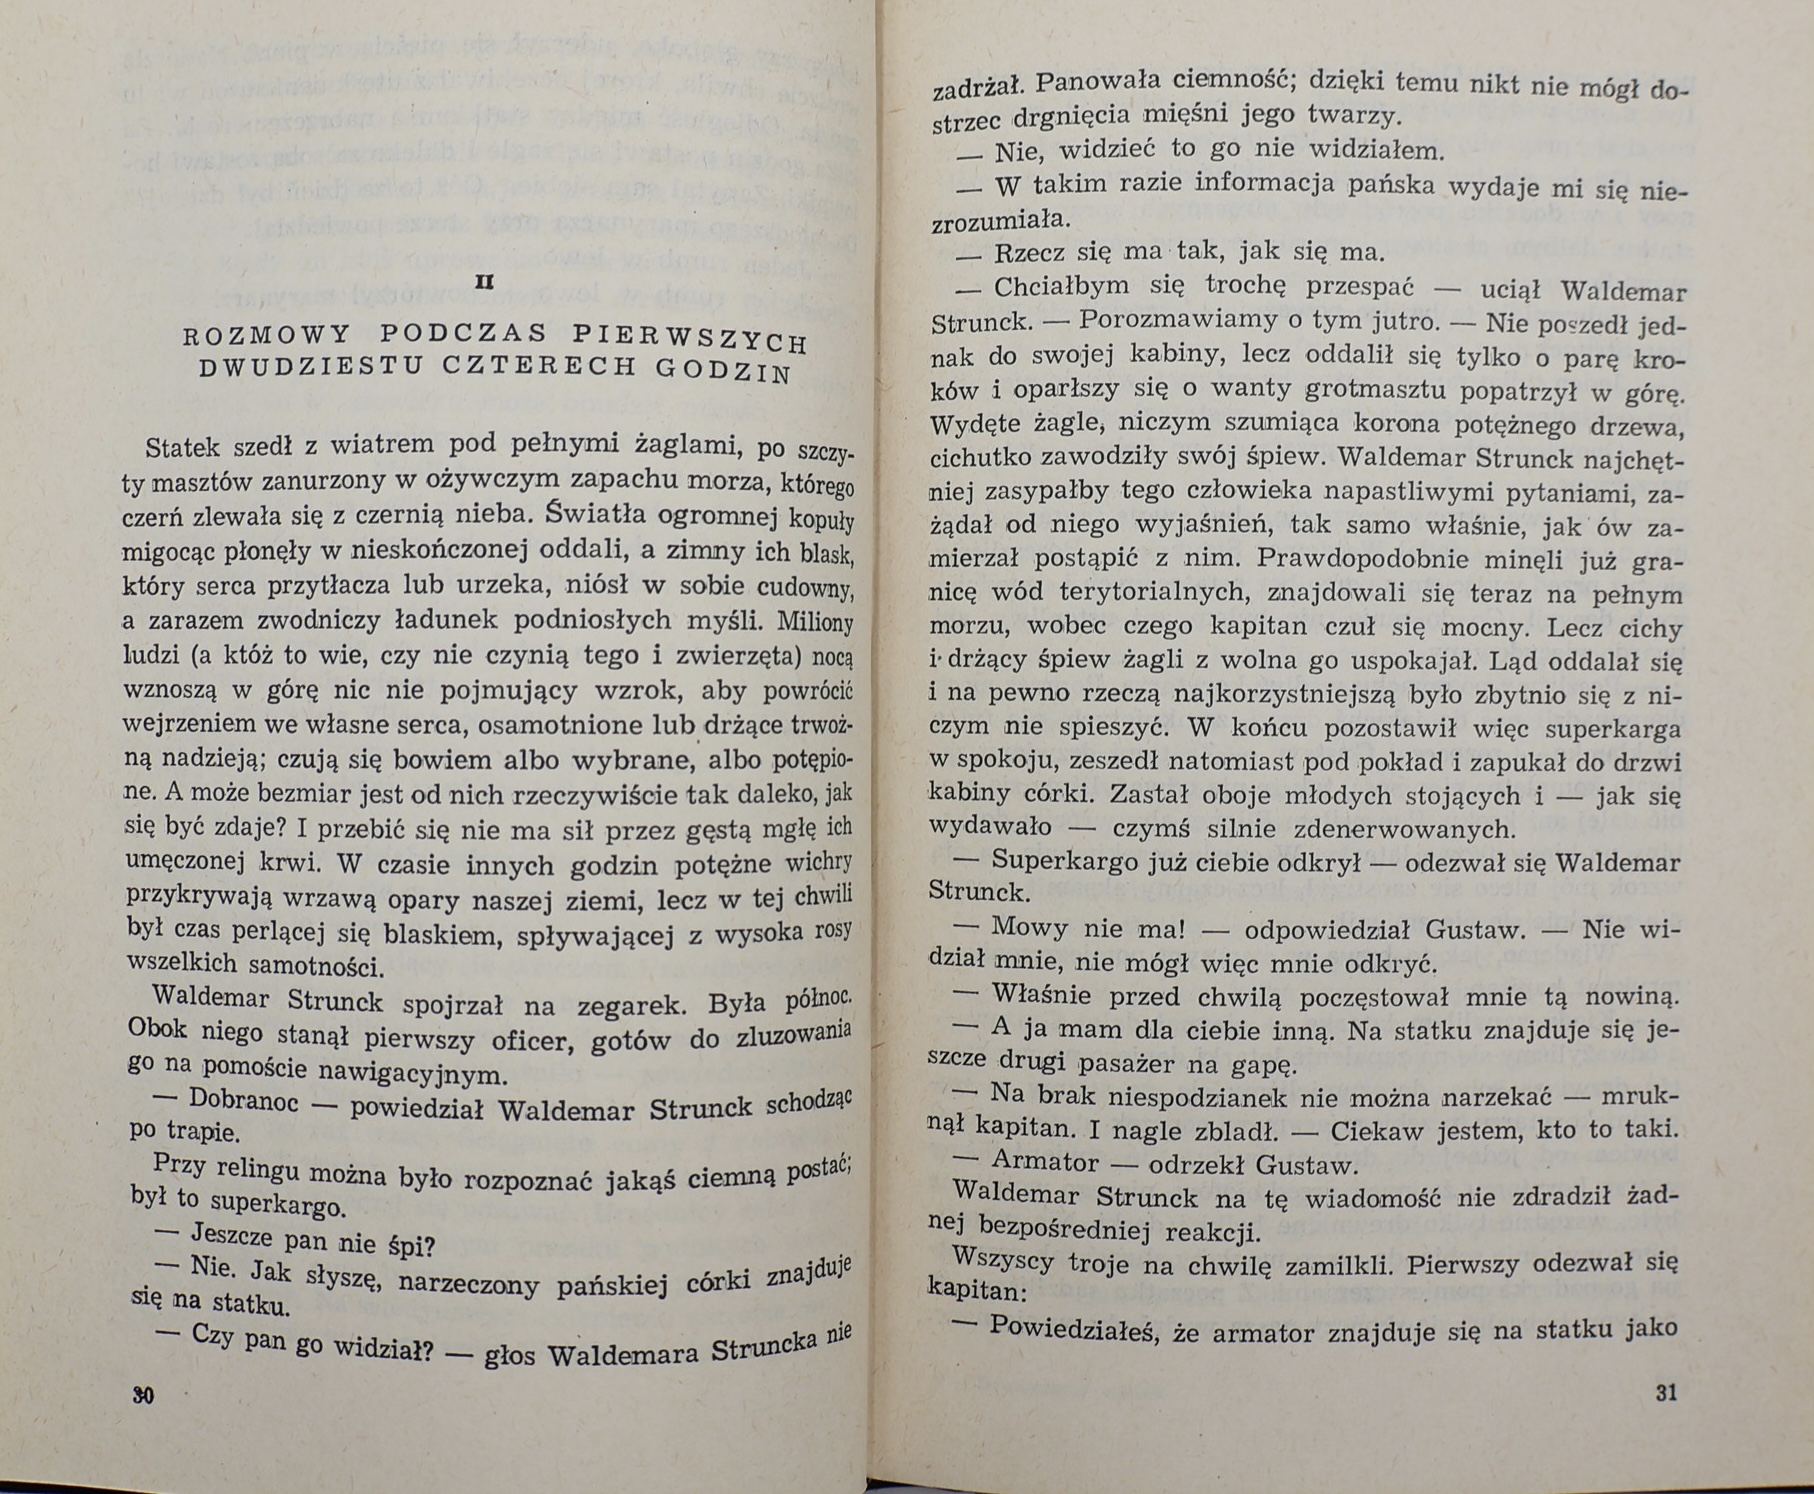 II
ROZMOWY PODCZAS PIERWSZYCH
DWUDZIESTU CZTERECH GODZIN
Statek szedł z wiatrem pod pełnymi żaglami, po szczy-
ty masztów zanurzony w ożywczym zapachu morza, którego
czerń zlewała się z czernią nieba. Światła ogromnej kopuły
migocąc płonęły w nieskończonej oddali, a zimny ich blask,
który serca przytłacza lub urzeka, niósł w sobie cudowny,
a zarazem zwodniczy ładunek podniosłych myśli. Miliony
ludzi (a któż to wie, czy nie czynią tego i zwierzęta) nocą
wznoszą w górę nic nie pojmujący wzrok, aby powrócić
wejrzeniem we własne serca, osamotnione lub drżące trwoż-
ną nadzieją; czują się bowiem albo wybrane, albo potępio-
ne. A może bezmiar jest od nich rzeczywiście tak daleko, jak
się być zdaje? I przebić się nie ma sił przez gęstą mgłę ich
umęczonej krwi. W czasie innych godzin potężne wichry
przykrywają wrzawą opary naszej ziemi, lecz w tej chwili
był czas perlącej się blaskiem, spływającej z wysoka rosy
wszelkich samotności.
Waldemar Strunck spojrzał na zegarek. Była północ.
Obok niego stanął pierwszy oficer, gotów do zluzowania
go na pomoście nawigacyjnym.
— Dobranoc — powiedział Waldemar Strunck schodząc
po trapie.
Przy relingu można było rozpoznać jakąś ciemną postać;
był to superkargo.
— Jeszcze pan nie śpi?
— Nie. Jak słyszę, narzeczony pańskiej córki znajduje
się na statku.
— Czy pan go widział? — głos Waldemara Struncka nie
30
zadrżał. Panowała ciemność; dzięki temu nikt nie mógł do-
strzec drgnięcia mięśni jego twarzy.
— Nie, widzieć to go nie widziałem.
— W takim razie informacja pańska wydaje mi się nie-
zrozumiała.
— Rzecz się ma tak, jak się ma.
— Chciałbym się trochę przespać — uciął Waldemar
Strunck. — Porozmawiamy o tym jutro. — Nie poszedł jed-
nak do swojej kabiny, lecz oddalił się tylko o parę kro-
ków i oparłszy się o wanty grotmasztu popatrzył w górę.
Wydęte żagle, niczym szumiąca korona potężnego drzewa,
cichutko zawodziły swój śpiew. Waldemar Strunck najchęt-
niej zasypałby tego człowieka napastliwymi pytaniami, za-
żądał od niego wyjaśnień, tak samo właśnie, jak ów za-
mierzał postąpić z nim. Prawdopodobnie minęli już gra-
nicę wód terytorialnych, znajdowali się teraz na pełnym
morzu, wobec czego kapitan czuł się mocny. Lecz cichy
i drżący śpiew żagli z wolna go uspokajał. Ląd oddalał się
i na pewno rzeczą najkorzystniejszą było zbytnio się z ni-
czym nie spieszyć. W końcu pozostawił więc superkarga
w spokoju, zeszedł natomiast pod pokład i zapukał do drzwi
kabiny córki. Zastał oboje młodych stojących i — jak się
wydawało — czymś silnie zdenerwowanych.
— Superkargo już ciebie odkrył — odezwał się Waldemar
Strunck.
— Mowy nie ma! — odpowiedział Gustaw. — Nie wi-
dział mnie, nie mógł więc mnie odkryć.
— Właśnie przed chwilą poczęstował mnie tą nowiną.
— A ja mam dla ciebie inną. Na statku znajduje się je-
szcze drugi pasażer na gapę.
— Na brak niespodzianek nie można narzekać — mruk-
nął kapitan. I nagle zbladł. — Ciekaw jestem, kto to taki.
— Armator — odrzekł Gustaw.
Waldemar Strunck na tę wiadomość nie zdradził żad-
nej bezpośredniej reakcji.
Wszyscy troje na chwilę zamilkli. Pierwszy odezwał się
kapitan:
— Powiedziałeś, że armator znajduje się na statku jako
31